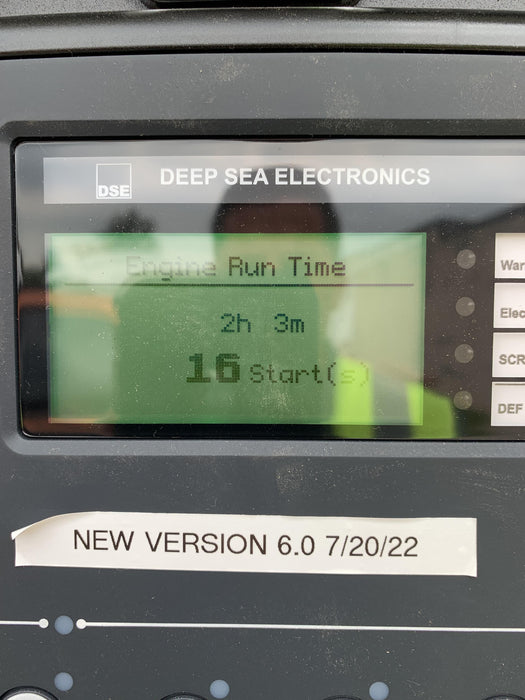 DSE
DEEP SEA ELECTRONICS
Engine Run Time
2h 3m
16 Start(s)
War
Elec
SCR
DEF
NEW VERSION 6.0 7/20/22